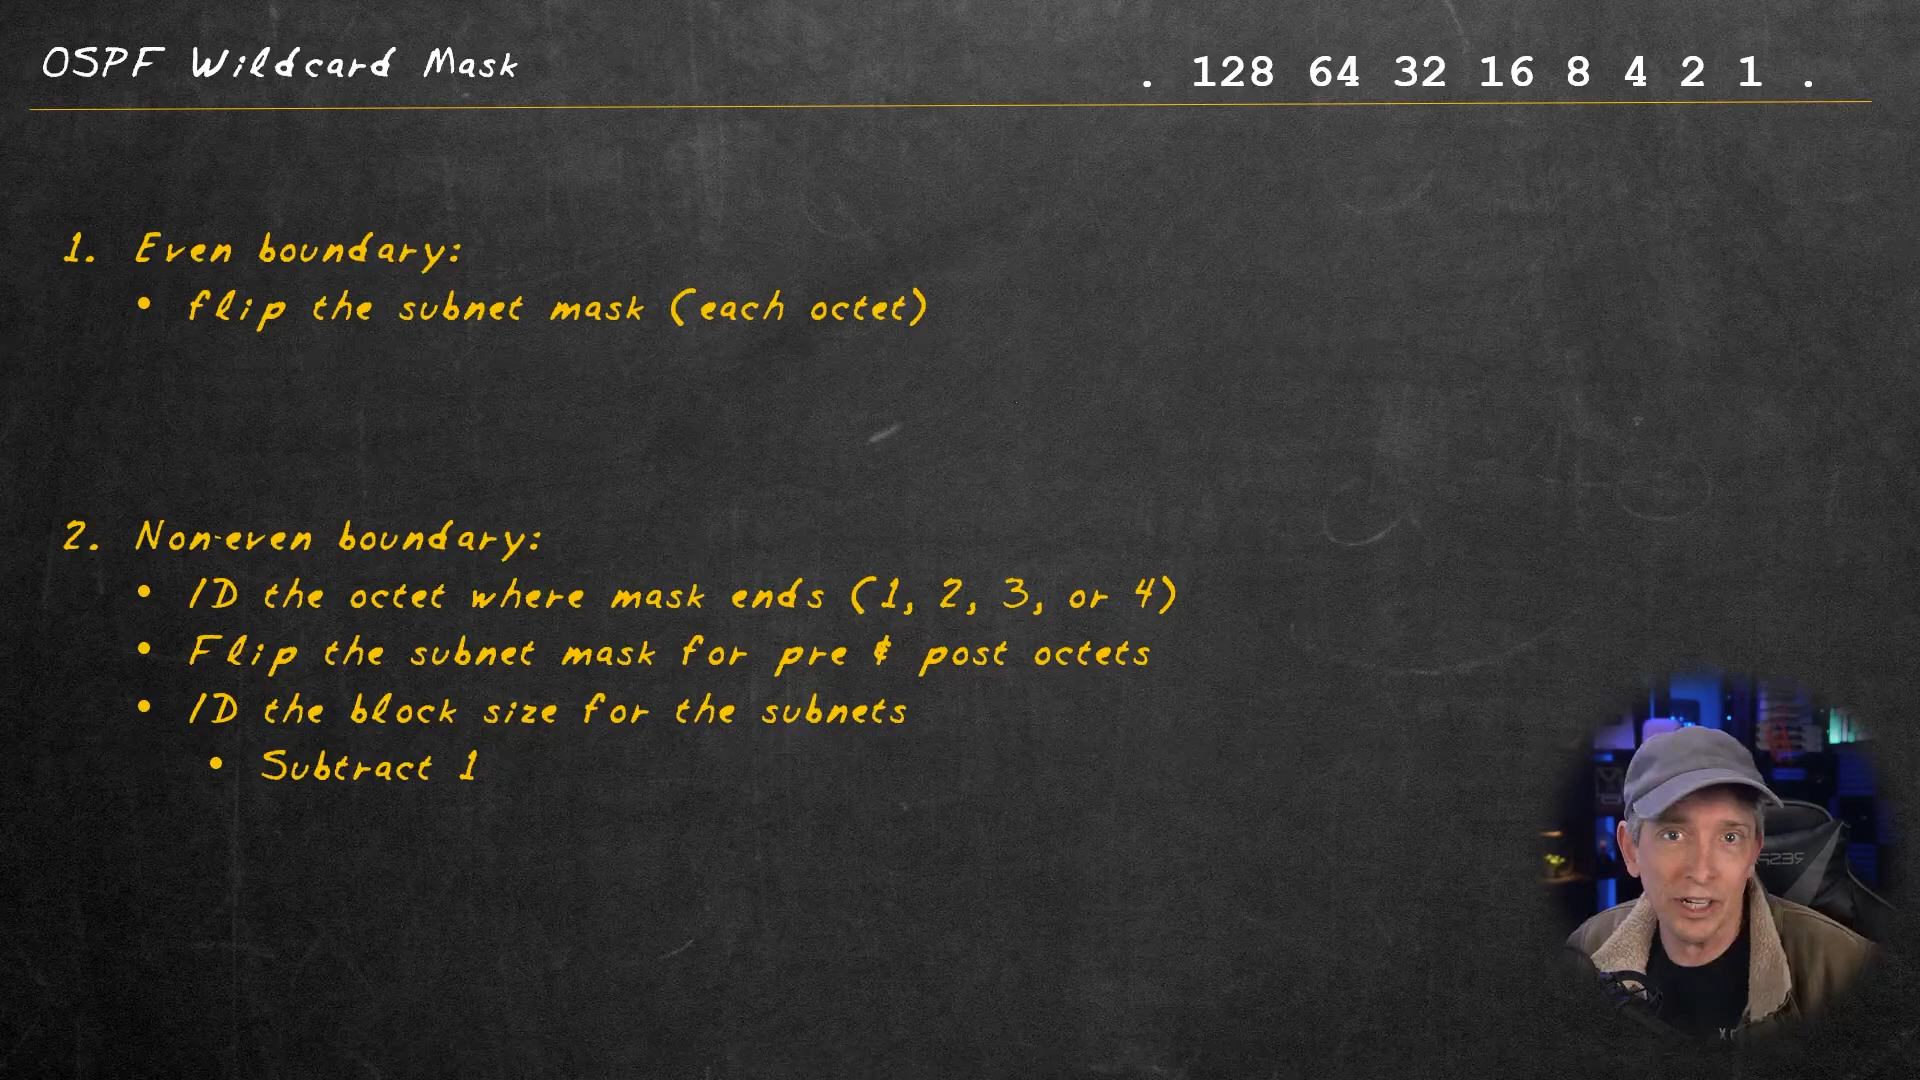 OSPF Wildcard Mask
. 128 64 32 16 8 4 2 1 .
1. Even boundary:
• flip the subnet mask (each octet)
2. Non-even boundary:
• ID the octet where mask ends (1, 2, 3, or 4)
• Flip the subnet mask for pre & post octets
• ID the block size for the subnets
• Subtract 1